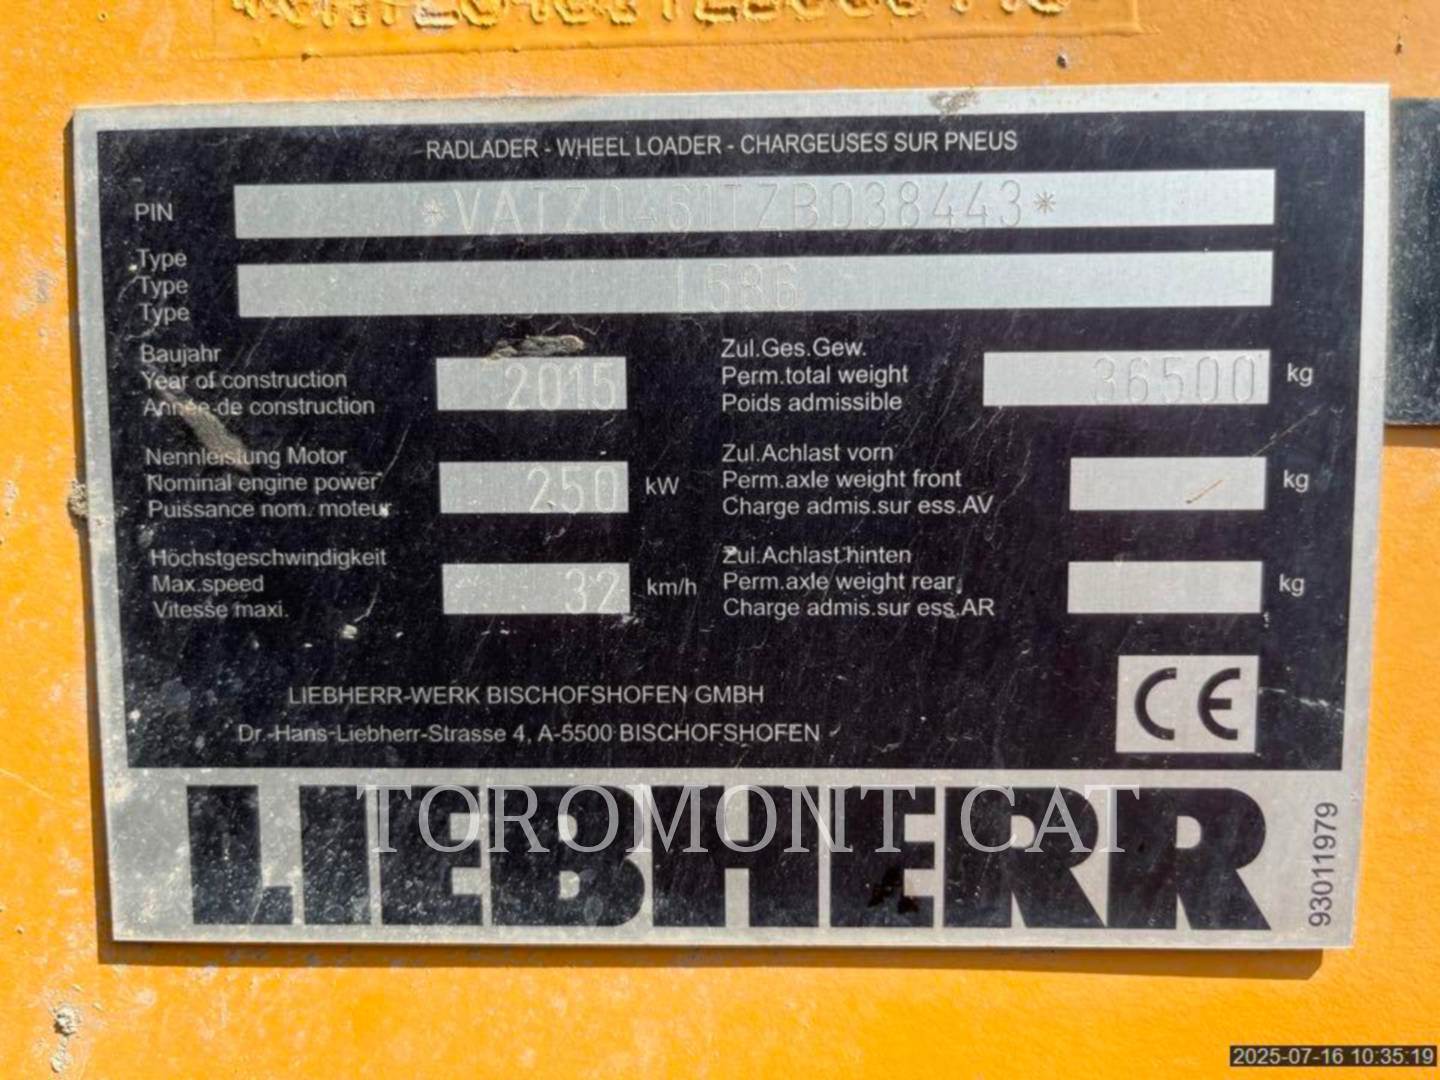 RADLADER - WHEEL LOADER - CHARGEUSES SUR PNEUS
PIN *VATZ0461TZB038443*
Type
Type L586
Type
Baujahr
Year of construction 2015
Année de construction
Zul.Ges.Gew.
Perm.total weight 36500 kg
Poids admissible
Nennleistung Motor
Nominal engine power 250 kW
Puissance nom. moteur
Zul.Achlast vorn
Perm.axle weight front kg
Charge admis.sur ess.AV
Höchstgeschwindigkeit
Max.speed 32 km/h
Vitesse maxi.
Zul.Achlast hinten
Perm.axle weight rear kg
Charge admis.sur ess.AR
LIEBHERR-WERK BISCHOFSHOFEN GMBH
Dr.-Hans-Liebherr-Strasse 4, A-5500 BISCHOFSHOFEN
CE
LIEBHERR
TOROMONT CAT
93011979
2025-07-16 10:35:19